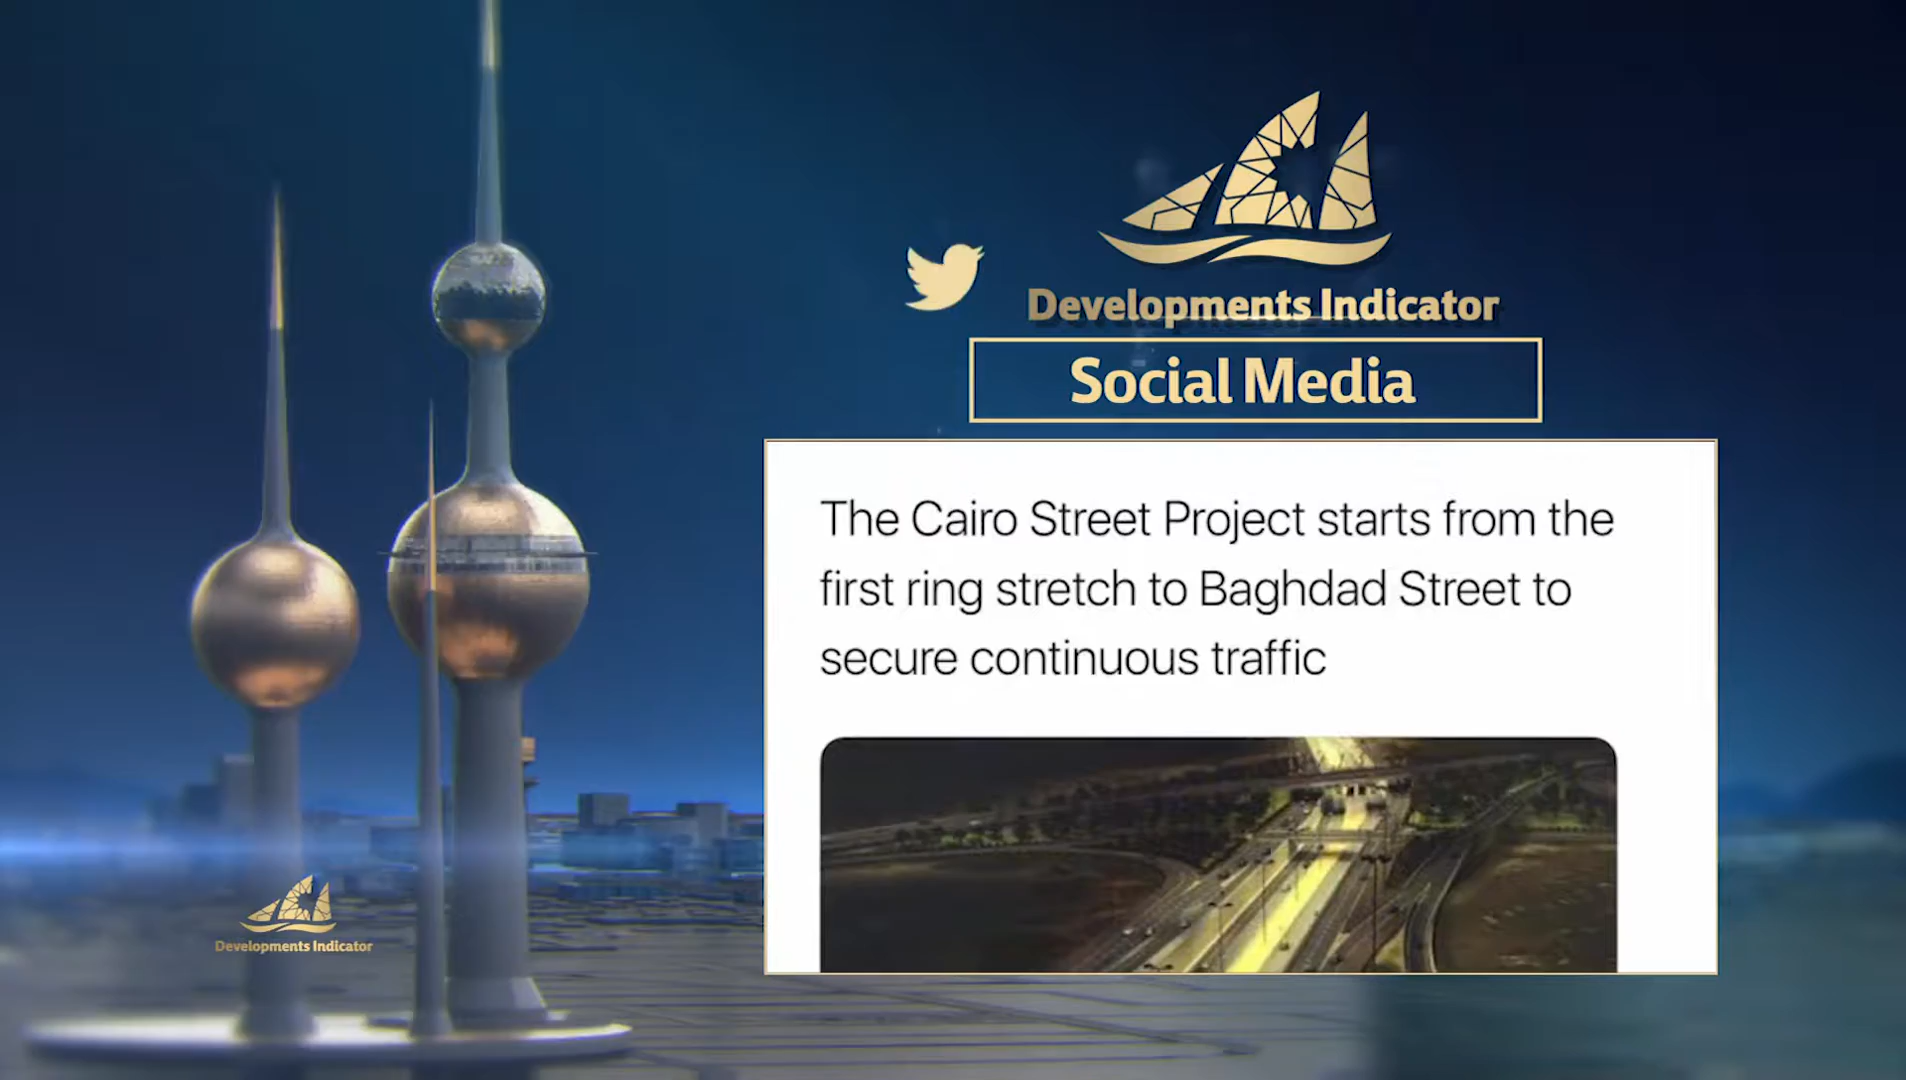 Developments Indicator
Social Media
The Cairo Street Project starts from the
first ring stretch to Baghdad Street to
secure continuous traffic
Developments Indicator